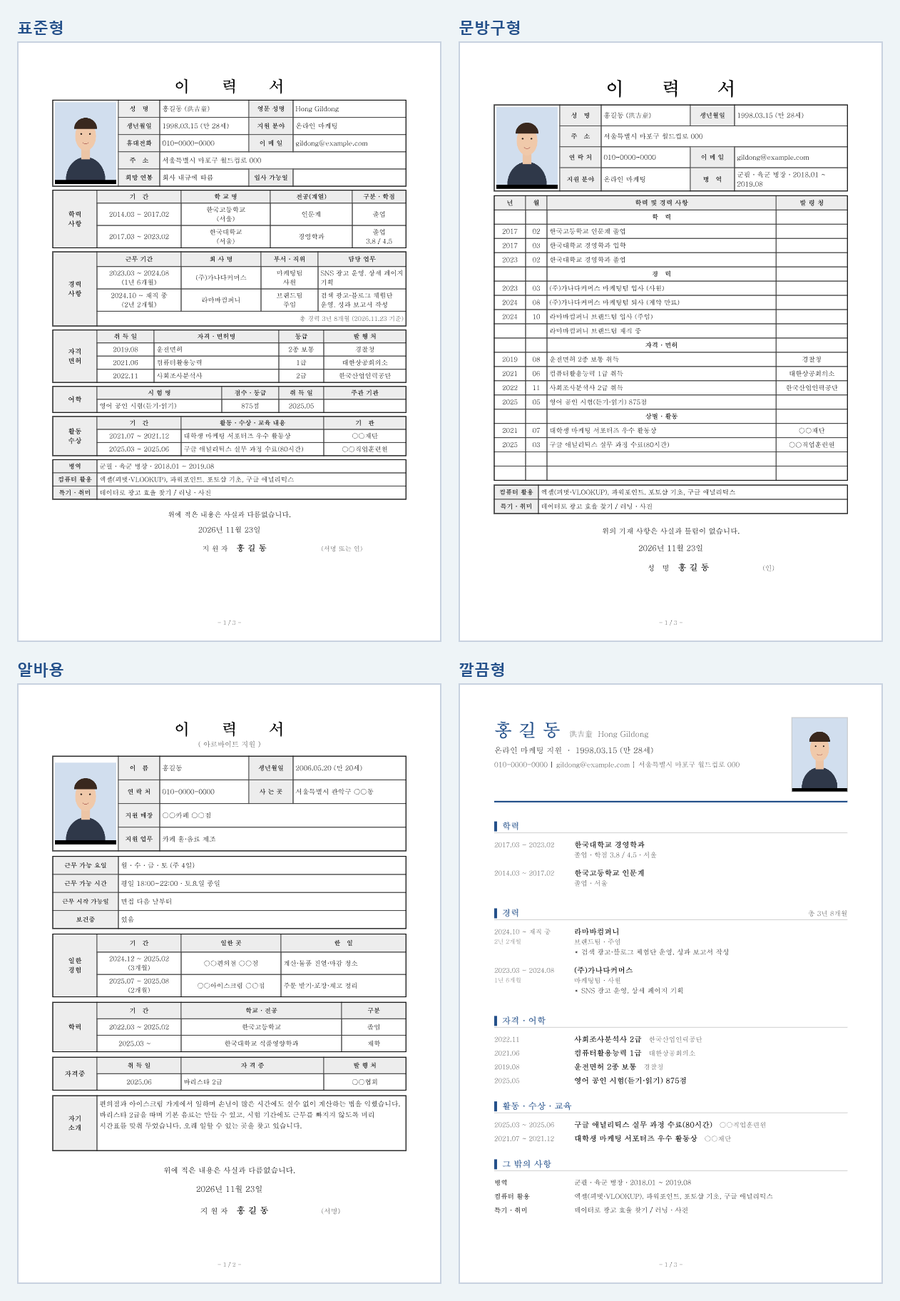 표준형
이 력 서
성 명 홍길동 (洪吉童) 영문 성명 Hong Gildong
생년월일 1998.03.15 (만 28세) 지원 분야 온라인 마케팅
휴대전화 010-0000-0000 이 메 일 gildong@example.com
주 소 서울특별시 마포구 월드컵로 000
희망 연봉 회사 내규에 따름 입사 가능일
학력 사항
기 간 학 교 명 전공(계열) 구분 · 학점
2014.03 ~ 2017.02 한국고등학교 (서울) 인문계 졸업
2017.03 ~ 2023.02 한국대학교 (서울) 경영학과 졸업 3.8 / 4.5
경력 사항
근무 기간 회 사 명 부서 · 직위 담당 업무
2023.03 ~ 2024.08 (1년 6개월) (주)가나다커머스 마케팅팀 사원 SNS 광고 운영, 상세 페이지 기획
2024.10 ~ 재직 중 (2년 2개월) 라마바컴퍼니 브랜드팀 주임 검색 광고·블로그 체험단 운영, 성과 보고서 작성
총 경력 3년 8개월 (2025.11.23 기준)
자격 면허
취 득 일 자격 · 면허명 등급 발 행 처
2019.08 운전면허 2종 보통 경찰청
2021.06 컴퓨터활용능력 1급 대한상공회의소
2022.11 사회조사분석사 2급 한국산업인력공단
어학
시 험 명 점수 · 등급 취 득 일 주관 기관
영어 공인 시험(듣기·읽기) 875점 2025.05
활동 수상
기 간 활동 · 수상 · 교육 내용 기 관
2021.07 ~ 2021.12 대학생 마케팅 서포터즈 우수 활동상 ○○재단
2025.03 ~ 2025.06 구글 애널리틱스 실무 과정 수료(80시간) ○○직업훈련원
병역 군필 · 육군 병장 · 2018.01 ~ 2019.08
컴퓨터 활용 엑셀(피벗·VLOOKUP), 파워포인트, 포토샵 기초, 구글 애널리틱스
특기 · 취미 데이터로 광고 효율 찾기 / 러닝 · 사진
위에 적은 내용은 사실과 다름없습니다.
2026년 11월 23일
지 원 자 홍 길 동 (서명 또는 인)
- 1 / 3 -
문방구형
이 력 서
성 명 홍길동 (洪吉童) 생년월일 1998.03.15 (만 28세)
주 소 서울특별시 마포구 월드컵로 000
연 락 처 010-0000-0000 이 메 일 gildong@example.com
지원 분야 온라인 마케팅 병 역 군필 · 육군 병장 · 2018.01 ~ 2019.08
년 월 학력 및 경력 사항 발 령 청
학 력
2017 02 한국고등학교 인문계 졸업
2017 03 한국대학교 경영학과 입학
2023 02 한국대학교 경영학과 졸업
경 력
2023 03 (주)가나다커머스 마케팅팀 입사 (사원)
2024 08 (주)가나다커머스 마케팅팀 퇴사 (계약 만료)
2024 10 라마바컴퍼니 브랜드팀 입사 (주임)
라마바컴퍼니 브랜드팀 재직 중
자격 · 면허
2019 08 운전면허 2종 보통 취득 경찰청
2021 06 컴퓨터활용능력 1급 취득 대한상공회의소
2022 11 사회조사분석사 2급 취득 한국산업인력공단
2025 05 영어 공인 시험(듣기·읽기) 875점
상벌 · 활동
2021 07 대학생 마케팅 서포터즈 우수 활동상 ○○재단
2025 03 구글 애널리틱스 실무 과정 수료(80시간) ○○직업훈련원
컴퓨터 활용 엑셀(피벗·VLOOKUP), 파워포인트, 포토샵 기초, 구글 애널리틱스
특기 · 취미 데이터로 광고 효율 찾기 / 러닝 · 사진
위의 기재 사항은 사실과 틀림이 없습니다.
2026년 11월 23일
성 명 홍 길 동 (인)
- 1 / 3 -
알바용
이 력 서
( 아르바이트 지원 )
이 름 홍길동 생년월일 2006.05.20 (만 20세)
연 락 처 010-0000-0000 사 는 곳 서울특별시 관악구 ○○동
지원 매장 ○○카페 ○○점
지원 업무 카페 홀·음료 제조
근무 가능 요일 월 · 수 · 금 · 토 (주 4일)
근무 가능 시간 평일 18:00~22:00 · 토요일 종일
근무 시작 가능일 면접 다음 날부터
보건증 있음
일한 경험
기 간 일한 곳 한 일
2024.12 ~ 2025.02 (3개월) ○○편의점 ○○점 계산·물품 진열·마감 청소
2025.07 ~ 2025.08 (2개월) ○○아이스크림 ○○점 주문 받기·포장·재고 정리
학력
기 간 학교 · 전공 구분
2022.03 ~ 2025.02 한국고등학교 졸업
2025.03 ~ 한국대학교 식품영양학과 재학
자격증
취 득 일 자 격 증 발 행 처
2025.06 바리스타 2급 ○○협회
자기 소개
편의점과 아이스크림 가게에서 일하며 손님이 많은 시간에도 실수 없이 계산하는 법을 익혔습니다.
바리스타 2급을 따며 기본 음료는 만들 수 있고, 시험 기간에도 근무를 빠지지 않도록 미리
시간표를 맞춰 두었습니다. 오래 일할 수 있는 곳을 찾고 있습니다.
위에 적은 내용은 사실과 다름없습니다.
2026년 11월 23일
지 원 자 홍 길 동 (서명)
- 1 / 2 -
깔끔형
홍 길 동 洪吉童 Hong Gildong
온라인 마케팅 지원 · 1998.03.15 (만 28세)
010-0000-0000 | gildong@example.com | 서울특별시 마포구 월드컵로 000
학력
2017.03 ~ 2023.02 한국대학교 경영학과
졸업 · 학점 3.8 / 4.5 · 서울
2014.03 ~ 2017.02 한국고등학교 인문계
졸업 · 서울
경력 총 3년 8개월
2024.10 ~ 재직 중 라마바컴퍼니
2년 2개월 브랜드팀 · 주임
• 검색 광고·블로그 체험단 운영, 성과 보고서 작성
2023.03 ~ 2024.08 (주)가나다커머스
1년 6개월 마케팅팀 · 사원
• SNS 광고 운영, 상세 페이지 기획
자격 · 어학
2022.11 사회조사분석사 2급 한국산업인력공단
2021.06 컴퓨터활용능력 1급 대한상공회의소
2019.08 운전면허 2종 보통 경찰청
2025.05 영어 공인 시험(듣기·읽기) 875점
활동 · 수상 · 교육
2025.03 ~ 2025.06 구글 애널리틱스 실무 과정 수료(80시간) ○○직업훈련원
2021.07 ~ 2021.12 대학생 마케팅 서포터즈 우수 활동상 ○○재단
그 밖의 사항
병역 군필 · 육군 병장 · 2018.01 ~ 2019.08
컴퓨터 활용 엑셀(피벗·VLOOKUP), 파워포인트, 포토샵 기초, 구글 애널리틱스
특기 · 취미 데이터로 광고 효율 찾기 / 러닝 · 사진
- 1 / 3 -